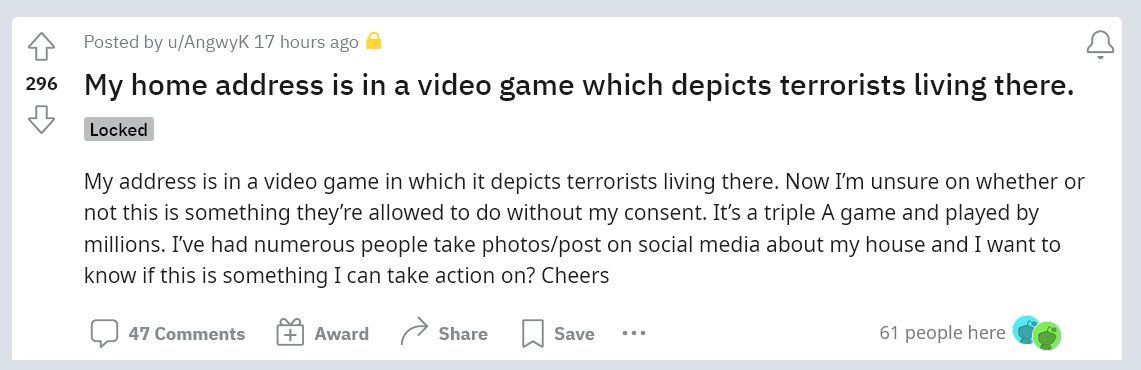 Posted by u/AngwyK 17 hours ago
296
My home address is in a video game which depicts terrorists living there.
Locked
My address is in a video game in which it depicts terrorists living there. Now I’m unsure on whether or
not this is something they’re allowed to do without my consent. It’s a triple A game and played by
millions. I’ve had numerous people take photos/post on social media about my house and I want to
know if this is something I can take action on? Cheers
47 Comments Award Share Save 61 people here